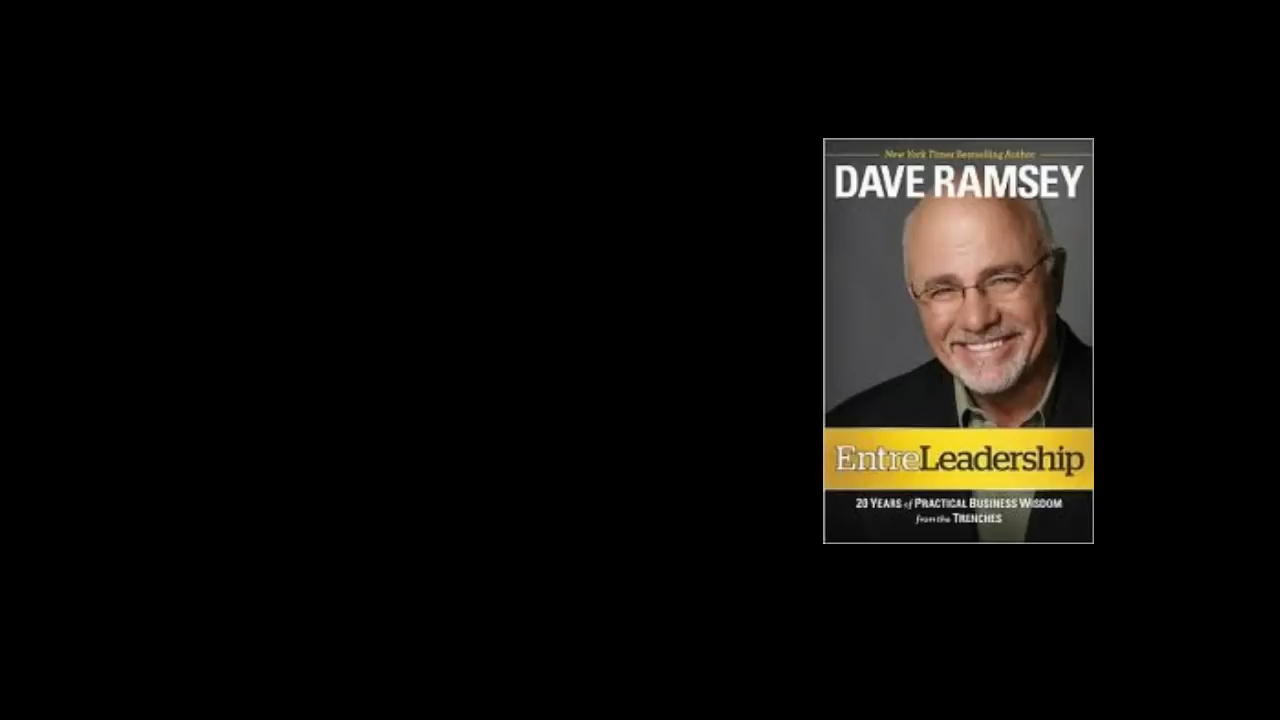 New York Times Bestselling Author
DAVE RAMSEY
EntreLeadership
20 YEARS of PRACTICAL BUSINESS WISDOM
from the TRENCHES